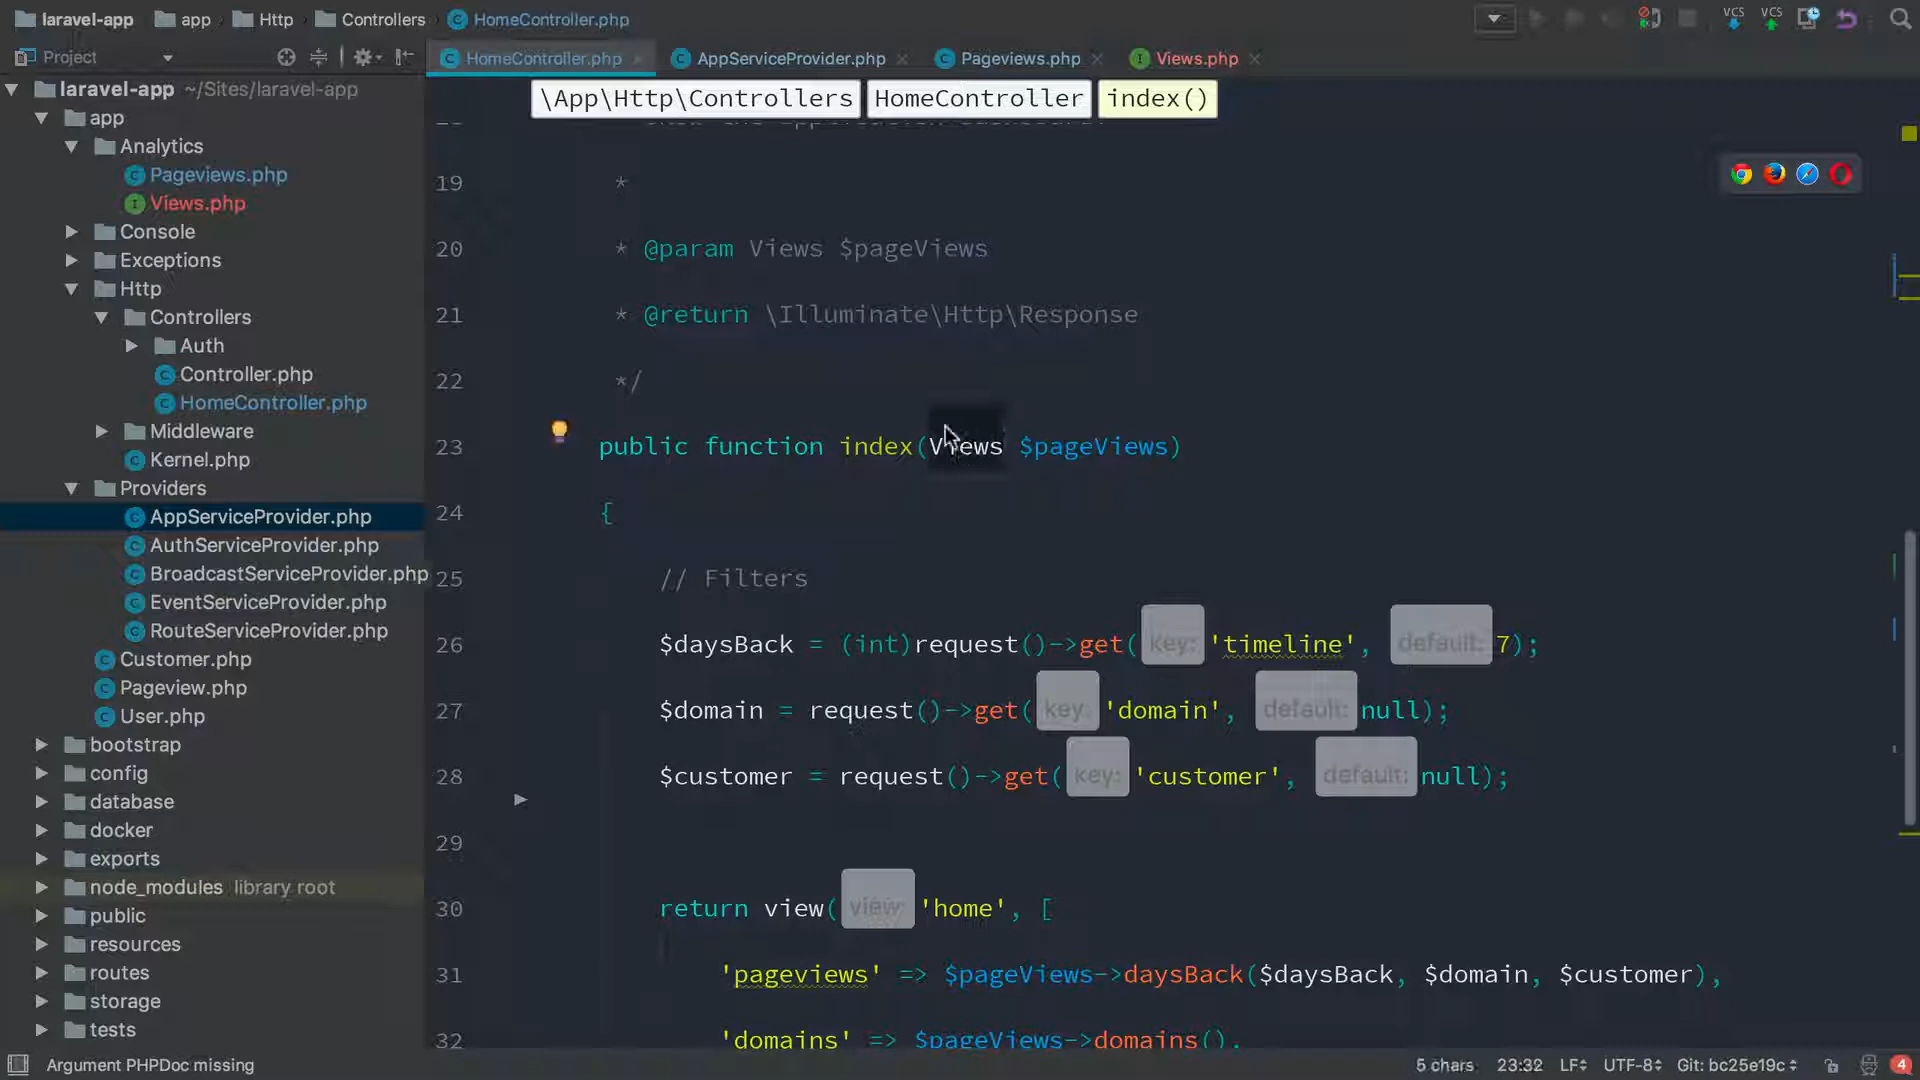 laravel-app app Http Controllers HomeController.php
VCS VCS
Project
HomeController.php AppServiceProvider.php Pageviews.php Views.php
\App\Http\Controllers HomeController index()
laravel-app ~/Sites/laravel-app
app
Analytics
Pageviews.php
Views.php
Console
Exceptions
Http
Controllers
Auth
Controller.php
HomeController.php
Middleware
Kernel.php
Providers
AppServiceProvider.php
AuthServiceProvider.php
BroadcastServiceProvider.php
EventServiceProvider.php
RouteServiceProvider.php
Customer.php
Pageview.php
User.php
bootstrap
config
database
docker
exports
node_modules library root
public
resources
routes
storage
tests
19 *
20 * @param Views $pageViews
21 * @return \Illuminate\Http\Response
22 */
23 public function index(Views $pageViews)
24 {
25 // Filters
26 $daysBack = (int)request()->get( key: 'timeline', default: 7);
27 $domain = request()->get( key: 'domain', default: null);
28 $customer = request()->get( key: 'customer', default: null);
29
30 return view( view: 'home', [
31 'pageviews' => $pageViews->daysBack($daysBack, $domain, $customer),
32 'domains' => $pageViews->domains(),
Argument PHPDoc missing 5 chars 23:32 LF UTF-8 Git: bc25e19c 4